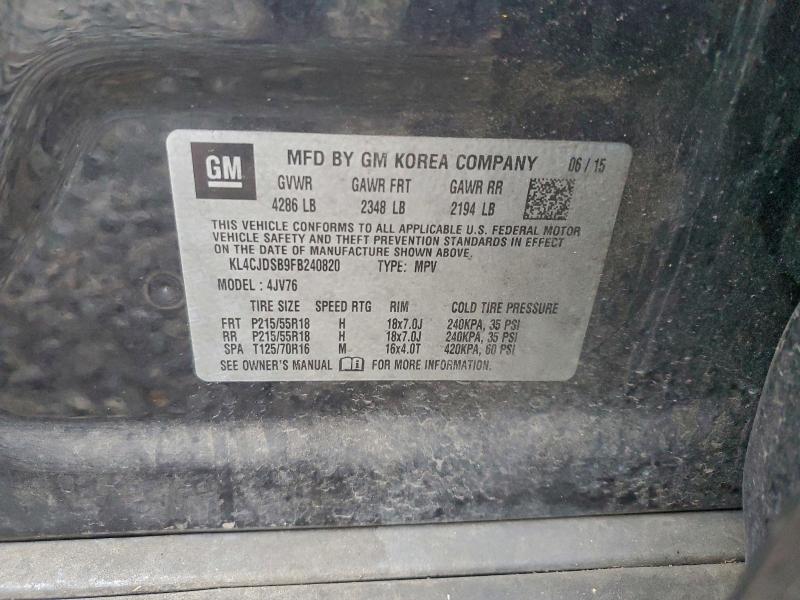 GM
MFD BY GM KOREA COMPANY 06 / 15
GVWR GAWR FRT GAWR RR
4286 LB 2348 LB 2194 LB
THIS VEHICLE CONFORMS TO ALL APPLICABLE U.S. FEDERAL MOTOR
VEHICLE SAFETY AND THEFT PREVENTION STANDARDS IN EFFECT
ON THE DATE OF MANUFACTURE SHOWN ABOVE.
KL4CJDSB9FB240820 TYPE: MPV
MODEL : 4JV76
TIRE SIZE SPEED RTG RIM COLD TIRE PRESSURE
FRT P215/55R18 H 18x7.0J 240KPA, 35 PSI
RR P215/55R18 H 18x7.0J 240KPA, 35 PSI
SPA T125/70R16 M 16x4.0T 420KPA, 60 PSI
SEE OWNER'S MANUAL FOR MORE INFORMATION.